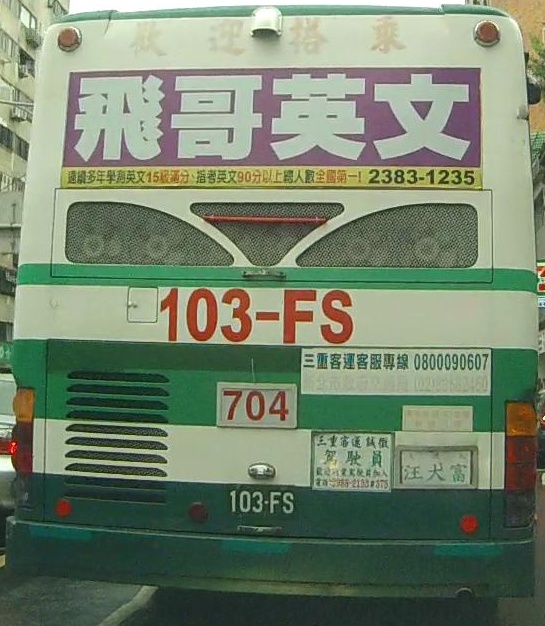 歡迎搭乘
飛哥英文
連續多年學測英文15級滿分、指考英文90分以上總人數全國第一! 2383-1235
103-FS
三重客運客服專線 0800090607
704
三重客運 誠徵
駕駛員
汪犬富
103-FS